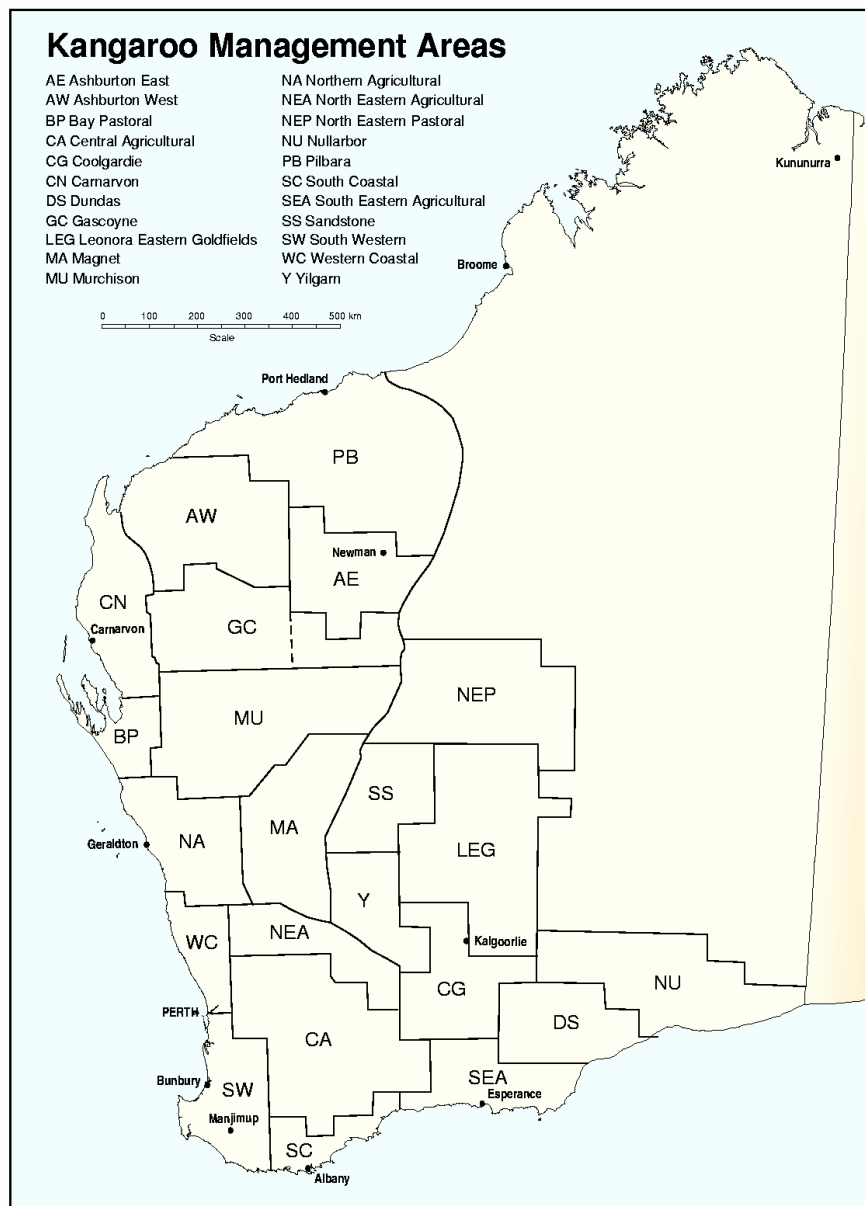 Kangaroo Management Areas
AE Ashburton East
AW Ashburton West
BP Bay Pastoral
CA Central Agricultural
CG Coolgardie
CN Carnarvon
DS Dundas
GC Gascoyne
LEG Leonora Eastern Goldfields
MA Magnet
MU Murchison
NA Northern Agricultural
NEA North Eastern Agricultural
NEP North Eastern Pastoral
NU Nullarbor
PB Pilbara
SC South Coastal
SEA South Eastern Agricultural
SS Sandstone
SW South Western
WC Western Coastal
Y Yilgarn
0 100 200 300 400 500 km
Scale
Kununurra
Broome
Port Hedland
PB
AW
Newman
AE
CN
Carnarvon
GC
NEP
MU
BP
SS
MA
NA
Geraldton
LEG
Y
NEA
WC
Kalgoorlie
NU
CG
PERTH
DS
CA
SEA
Bunbury
SW
Esperance
Manjimup
SC
Albany